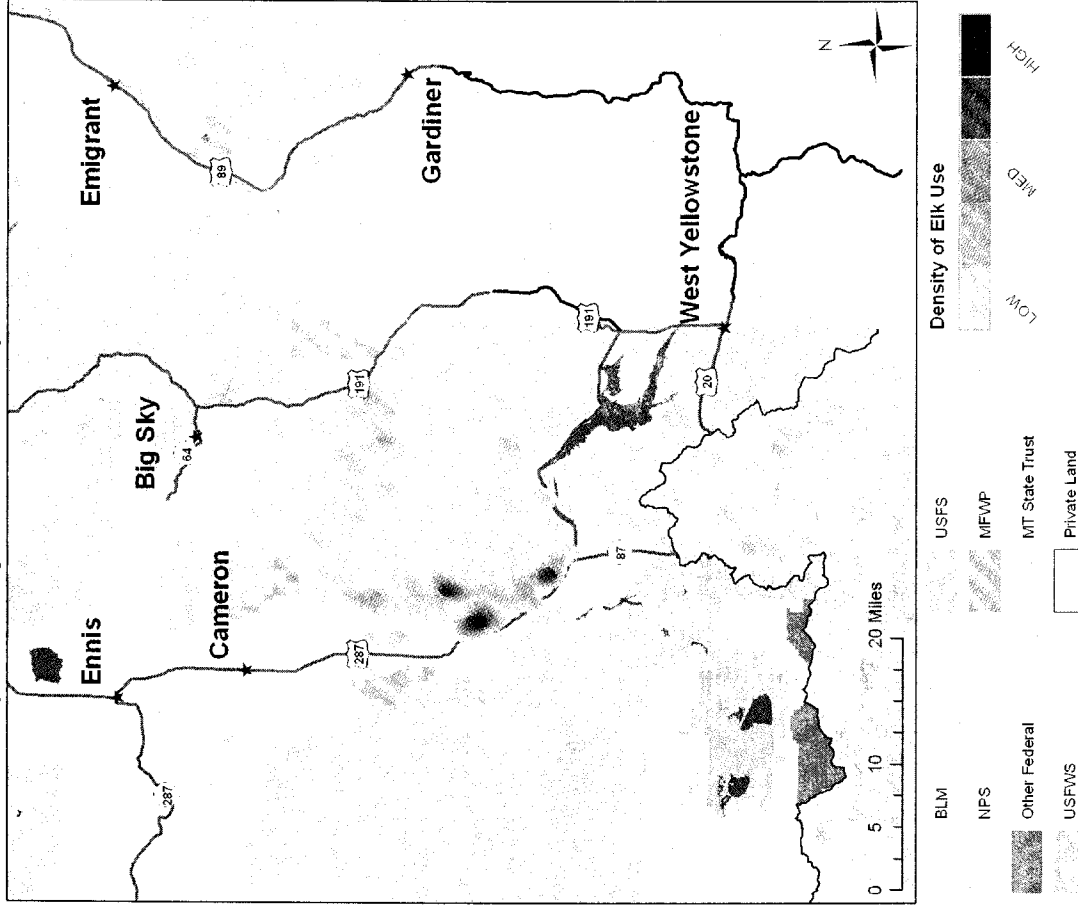 Emigrant
89
Gardiner
N
Big Sky
64
191
191
West Yellowstone
20
Ennis
Cameron
287
287
87
0 5 10 20 Miles
Density of Elk Use
LOW MED HIGH
BLM
NPS
Other Federal
USFWS
USFS
MFWP
MT State Trust
Private Land